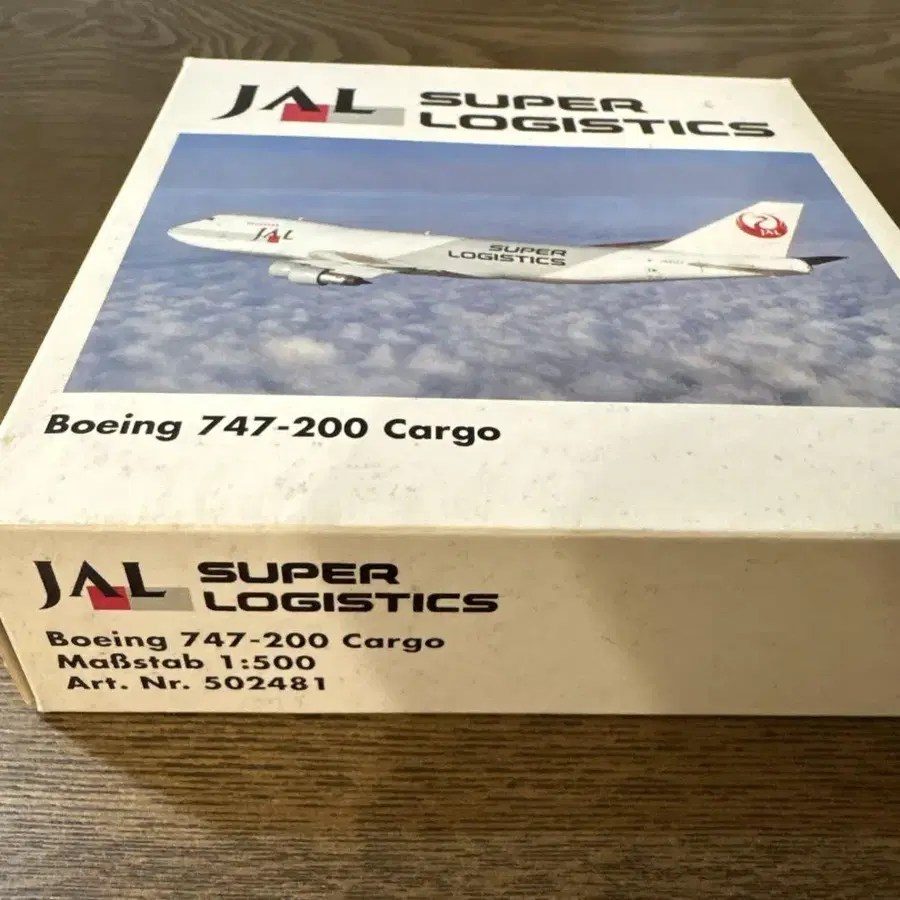 JAL SUPER
LOGISTICS
JAL
SUPER
LOGISTICS
JAL
Boeing 747-200 Cargo
JAL SUPER
LOGISTICS
Boeing 747-200 Cargo
Maßstab 1:500
Art. Nr. 502481